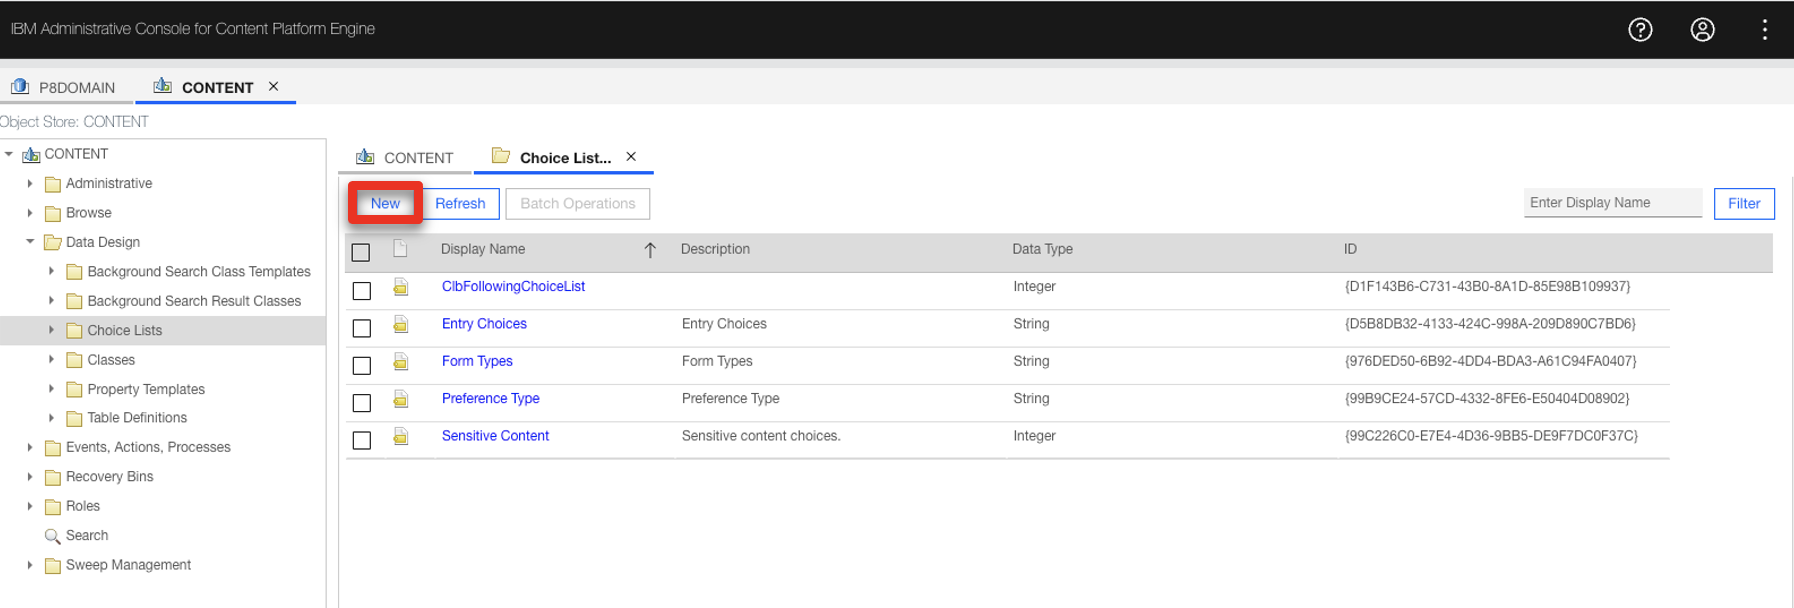 IBM Administrative Console for Content Platform Engine
P8DOMAIN
CONTENT
Object Store: CONTENT
CONTENT
Administrative
Browse
Data Design
Background Search Class Templates
Background Search Result Classes
Choice Lists
Classes
Property Templates
Table Definitions
Events, Actions, Processes
Recovery Bins
Roles
Search
Sweep Management
CONTENT
Choice List...
New Refresh Batch Operations Enter Display Name Filter
Display Name Description Data Type ID
ClbFollowingChoiceList Integer {D1F143B6-C731-43B0-8A1D-85E98B109937}
Entry Choices Entry Choices String {D5B8DB32-4133-424C-998A-209D890C7BD6}
Form Types Form Types String {976DED50-6B92-4DD4-BDA3-A61C94FA0407}
Preference Type Preference Type String {99B9CE24-57CD-4332-8FE6-E50404D08902}
Sensitive Content Sensitive content choices. Integer {99C226C0-E7E4-4D36-9BB5-DE9F7DC0F37C}